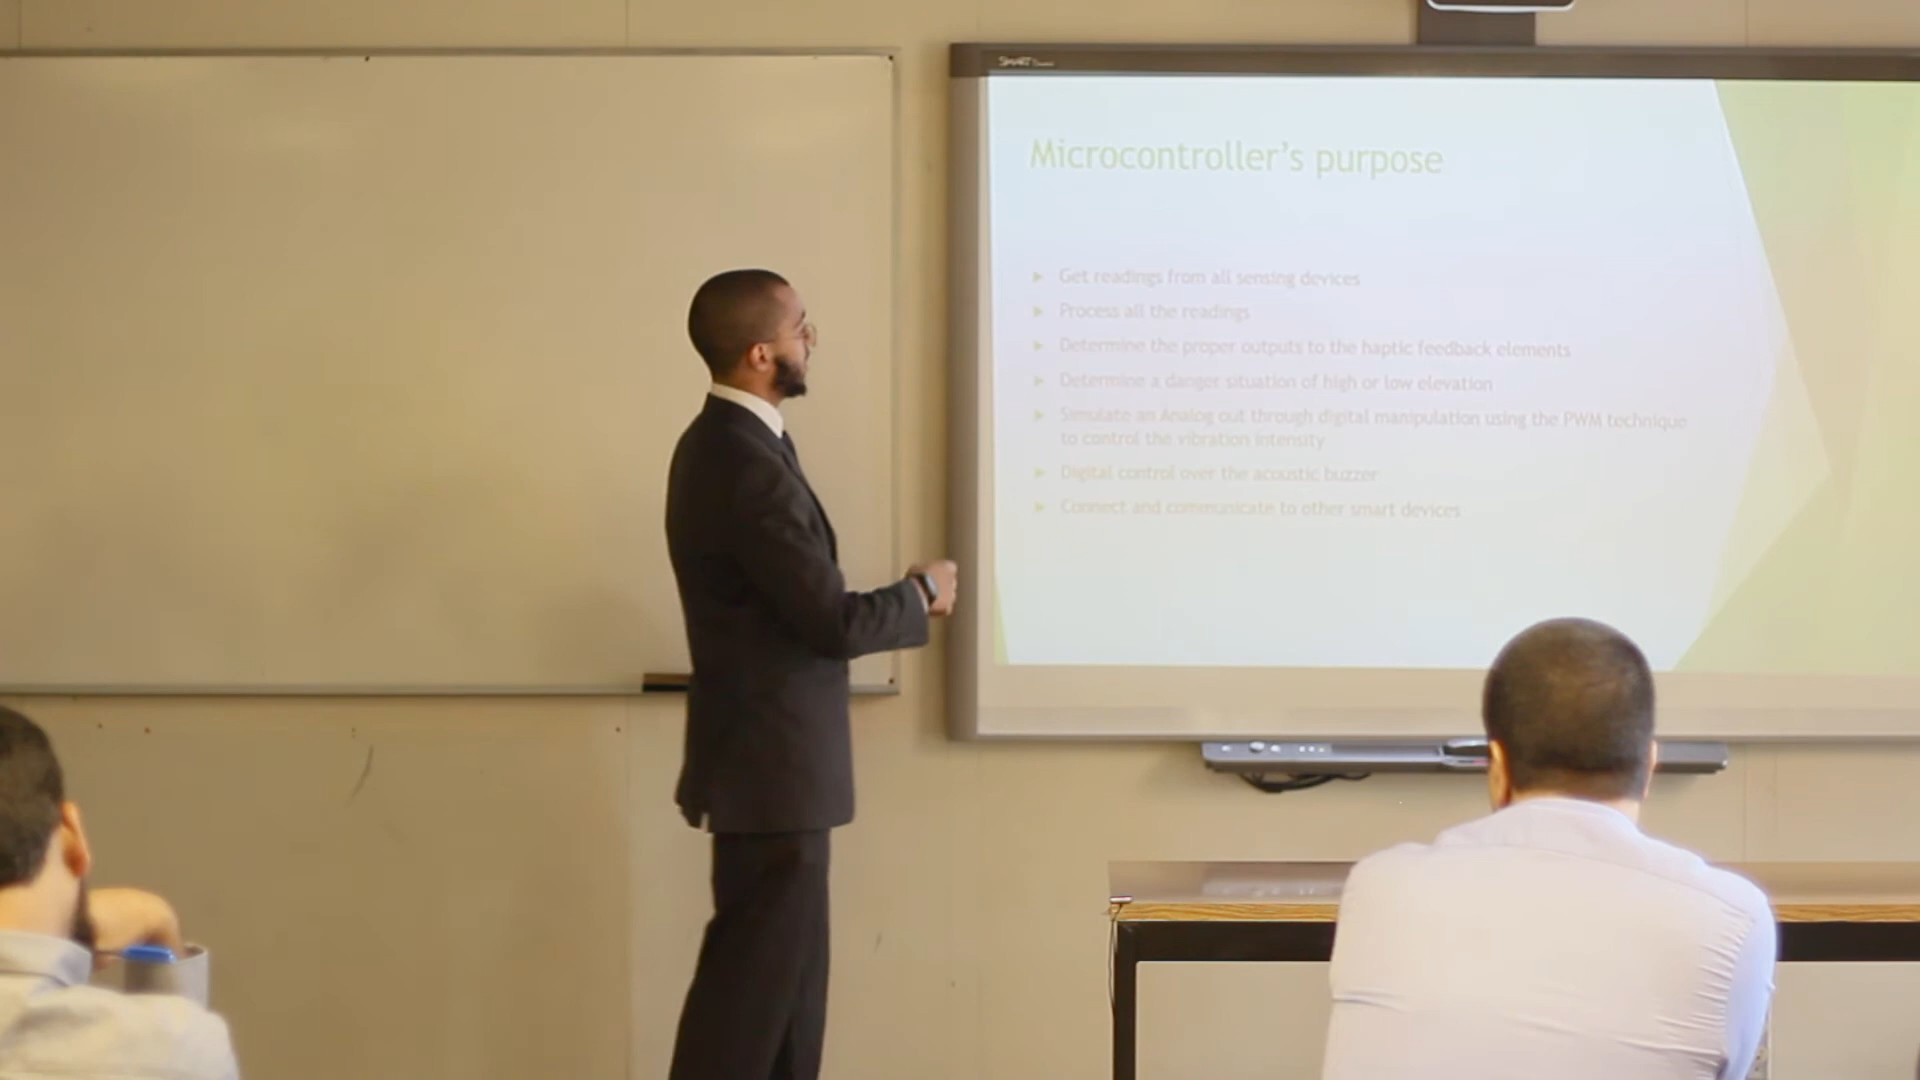 SMART
Microcontroller's purpose
Get readings from all sensing devices
Process all the readings
Determine the proper outputs to the haptic feedback elements
Determine a danger situation of high or low elevation
Simulate an Analog out through digital manipulation using the PWM technique
to control the vibration intensity
Digital control over the acoustic buzzer
Connect and communicate to other smart devices